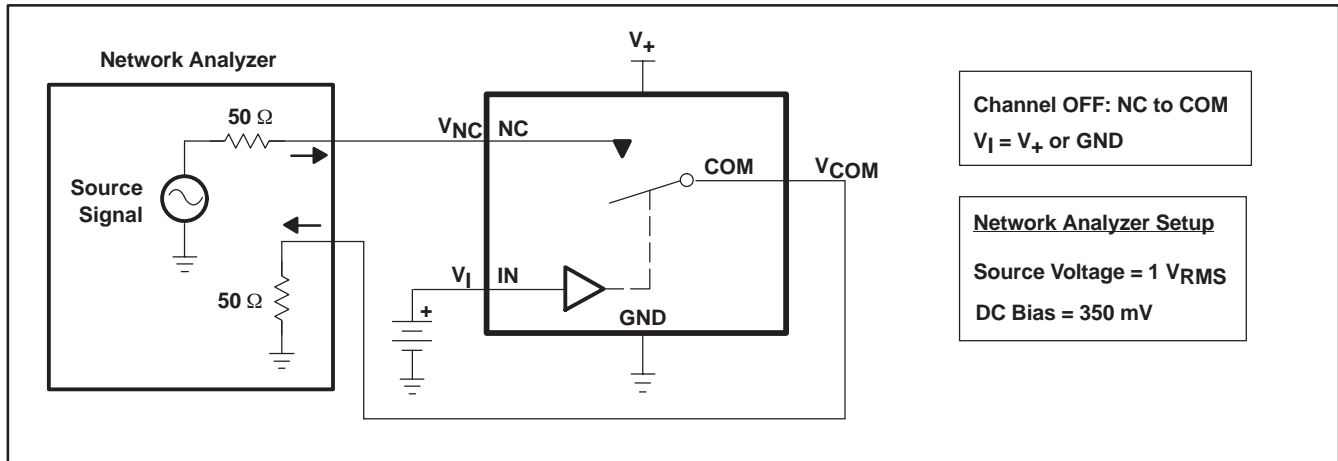 Network Analyzer
50 Ω
Source
Signal
50 Ω
V+
VNC NC
COM
VCOM
VI IN
+
GND
Channel OFF: NC to COM
VI = V+ or GND
Network Analyzer Setup
Source Voltage = 1 VRMS
DC Bias = 350 mV